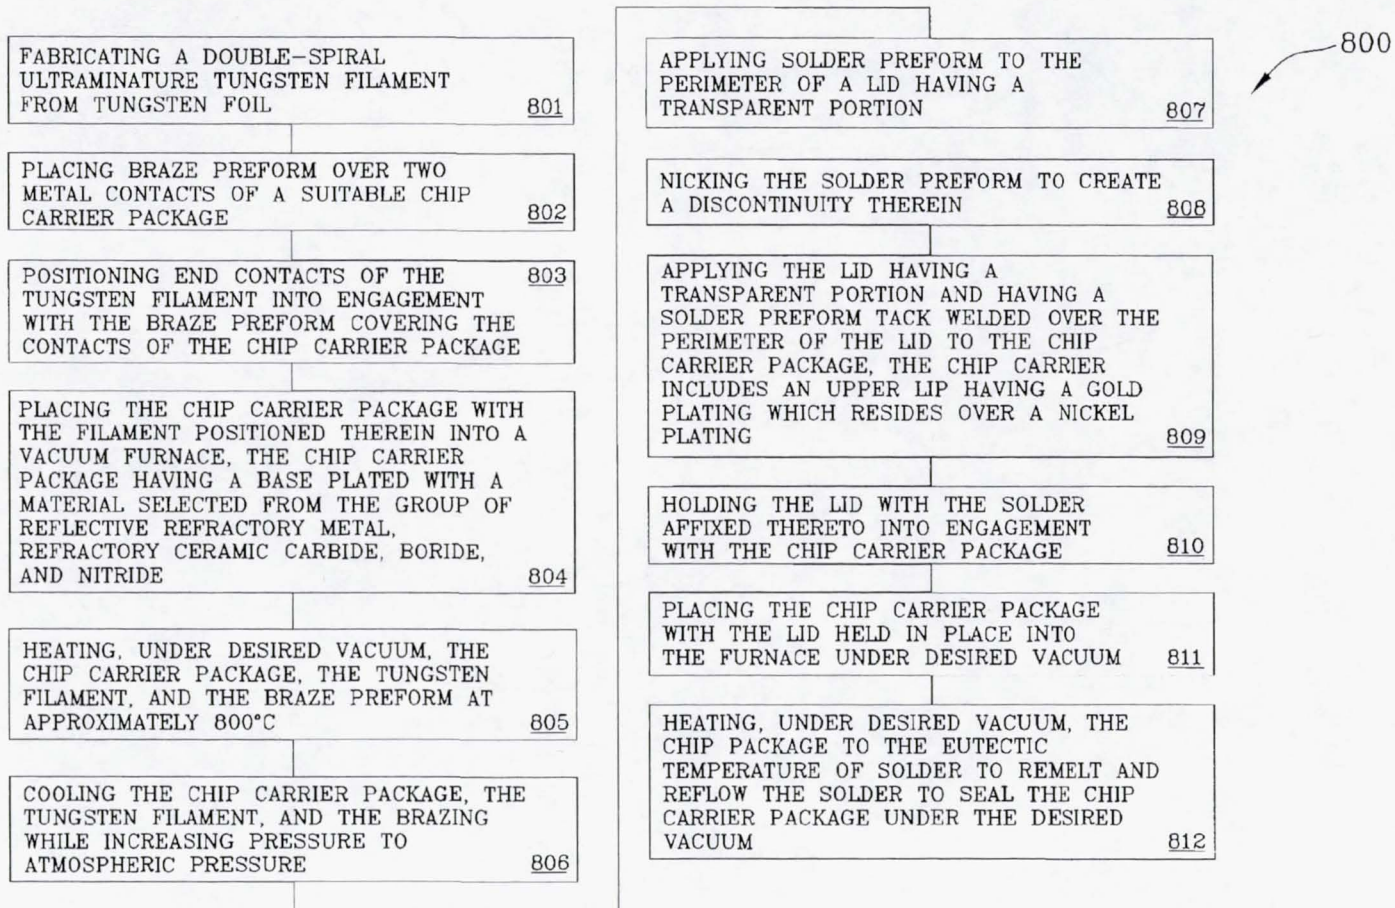 FABRICATING A DOUBLE-SPIRAL
ULTRAMINATURE TUNGSTEN FILAMENT
FROM TUNGSTEN FOIL 801
PLACING BRAZE PREFORM OVER TWO
METAL CONTACTS OF A SUITABLE CHIP
CARRIER PACKAGE 802
POSITIONING END CONTACTS OF THE 803
TUNGSTEN FILAMENT INTO ENGAGEMENT
WITH THE BRAZE PREFORM COVERING THE
CONTACTS OF THE CHIP CARRIER PACKAGE
PLACING THE CHIP CARRIER PACKAGE WITH
THE FILAMENT POSITIONED THEREIN INTO A
VACUUM FURNACE, THE CHIP CARRIER
PACKAGE HAVING A BASE PLATED WITH A
MATERIAL SELECTED FROM THE GROUP OF
REFLECTIVE REFRACTORY METAL,
REFRACTORY CERAMIC CARBIDE, BORIDE,
AND NITRIDE 804
HEATING, UNDER DESIRED VACUUM, THE
CHIP CARRIER PACKAGE, THE TUNGSTEN
FILAMENT, AND THE BRAZE PREFORM AT
APPROXIMATELY 800°C 805
COOLING THE CHIP CARRIER PACKAGE, THE
TUNGSTEN FILAMENT, AND THE BRAZING
WHILE INCREASING PRESSURE TO
ATMOSPHERIC PRESSURE 806
APPLYING SOLDER PREFORM TO THE
PERIMETER OF A LID HAVING A
TRANSPARENT PORTION 807
NICKING THE SOLDER PREFORM TO CREATE
A DISCONTINUITY THEREIN 808
APPLYING THE LID HAVING A
TRANSPARENT PORTION AND HAVING A
SOLDER PREFORM TACK WELDED OVER THE
PERIMETER OF THE LID TO THE CHIP
CARRIER PACKAGE, THE CHIP CARRIER
INCLUDES AN UPPER LIP HAVING A GOLD
PLATING WHICH RESIDES OVER A NICKEL
PLATING 809
HOLDING THE LID WITH THE SOLDER
AFFIXED THERETO INTO ENGAGEMENT
WITH THE CHIP CARRIER PACKAGE 810
PLACING THE CHIP CARRIER PACKAGE
WITH THE LID HELD IN PLACE INTO
THE FURNACE UNDER DESIRED VACUUM 811
HEATING, UNDER DESIRED VACUUM, THE
CHIP PACKAGE TO THE EUTECTIC
TEMPERATURE OF SOLDER TO REMELT AND
REFLOW THE SOLDER TO SEAL THE CHIP
CARRIER PACKAGE UNDER THE DESIRED
VACUUM 812
800